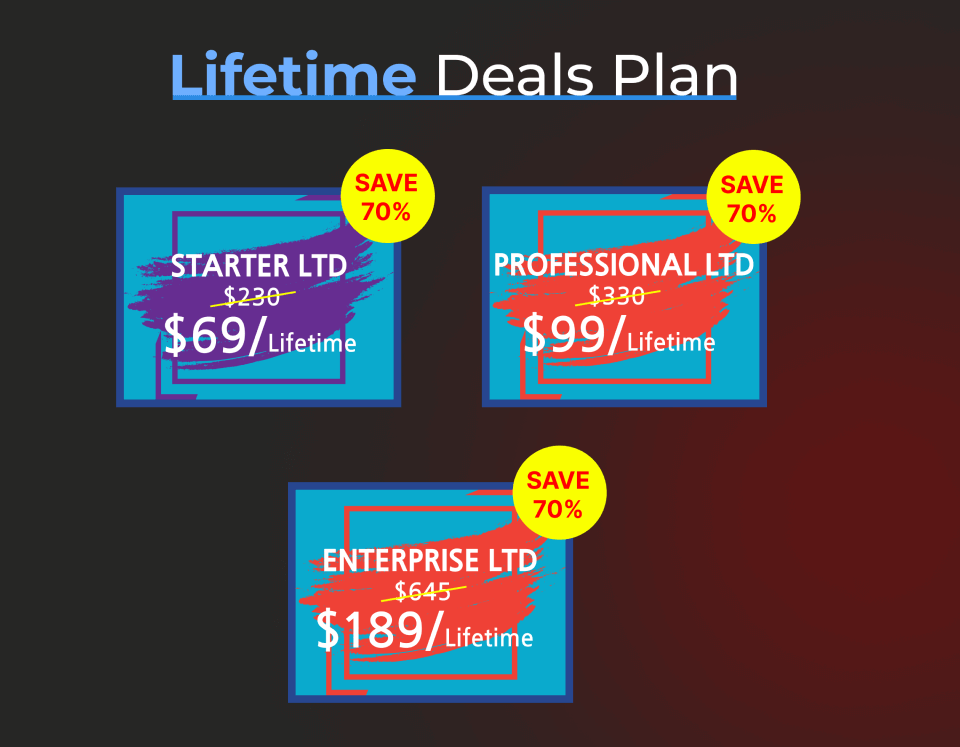 Lifetime Deals Plan
SAVE
70%
STARTER LTD
$230
$69/Lifetime
SAVE
70%
PROFESSIONAL LTD
$330
$99/Lifetime
SAVE
70%
ENTERPRISE LTD
$645
$189/Lifetime